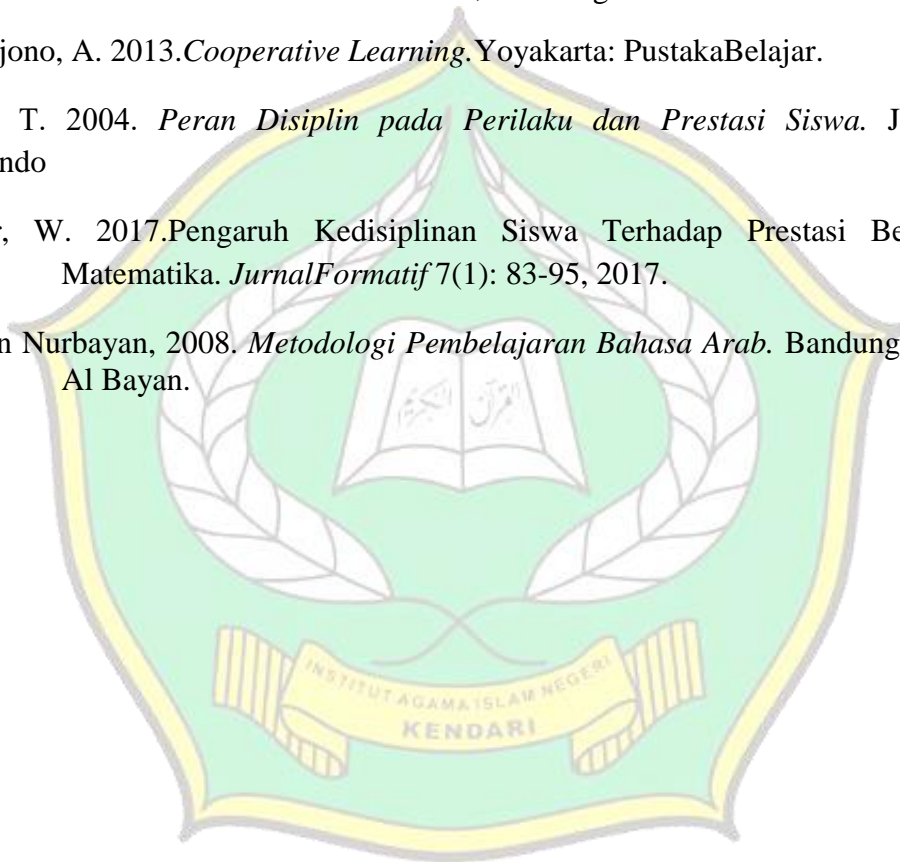 jono, A. 2013.Cooperative Learning.Yoyakarta: PustakaBelajar.
T. 2004. Peran Disiplin pada Perilaku dan Prestasi Siswa. J
ndo
, W. 2017.Pengaruh Kedisiplinan Siswa Terhadap Prestasi Be
Matematika. JurnalFormatif 7(1): 83-95, 2017.
n Nurbayan, 2008. Metodologi Pembelajaran Bahasa Arab. Bandung
Al Bayan.
القرآن الكريم
INSTITUT AGAMA ISLAM NEGERI
KENDARI